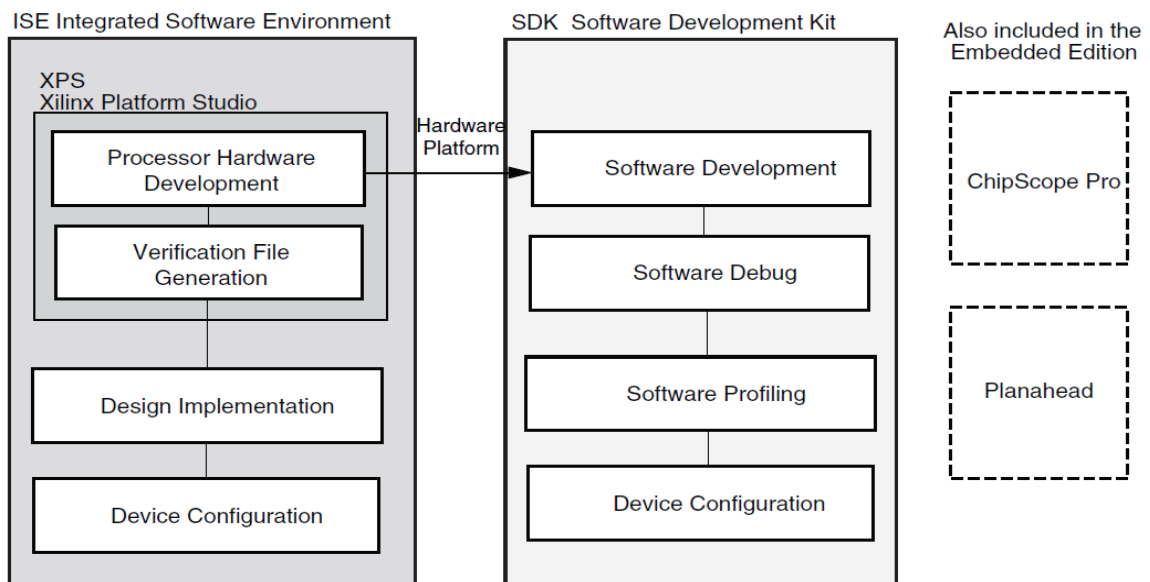 ISE Integrated Software Environment
XPS
Xilinx Platform Studio
Processor Hardware
Development
Verification File
Generation
Design Implementation
Device Configuration
Hardware
Platform
SDK Software Development Kit
Software Development
Software Debug
Software Profiling
Device Configuration
Also included in the
Embedded Edition
ChipScope Pro
Planahead